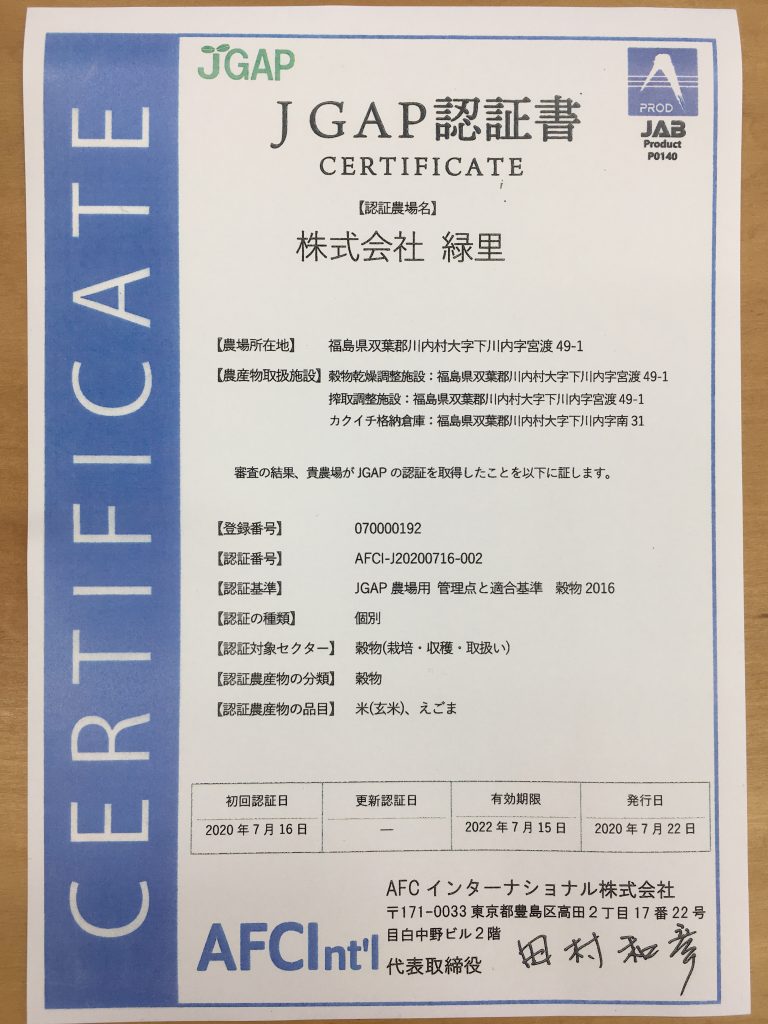 CERTIFICATE
JGAP
PROD
JAB
Product
P0140
JGAP認証書
CERTIFICATE
【認証農場名】
株式会社 緑里
【農場所在地】 福島県双葉郡川内村大字下川内字宮渡 49-1
【農産物取扱施設】穀物乾燥調整施設：福島県双葉郡川内村大字下川内字宮渡 49-1
搾取調整施設：福島県双葉郡川内村大字下川内字宮渡 49-1
カクイチ格納倉庫：福島県双葉郡川内村大字下川内字南 31
審査の結果、貴農場が JGAP の認証を取得したことを以下に証します。
【登録番号】 070000192
【認証番号】 AFCI-J20200716-002
【認証基準】 JGAP 農場用 管理点と適合基準 穀物 2016
【認証の種類】 個別
【認証対象セクター】 穀物(栽培・収穫・取扱い)
【認証農産物の分類】 穀物
【認証農産物の品目】 米(玄米)、えごま
初回認証日 更新認証日 有効期限 発行日
2020 年 7 月 16 日 ― 2022 年 7 月 15 日 2020 年 7 月 22 日
AFCI Int'l
AFC インターナショナル株式会社
〒171-0033 東京都豊島区高田２丁目 17 番 22 号
目白中野ビル２階
代表取締役 田村和彦